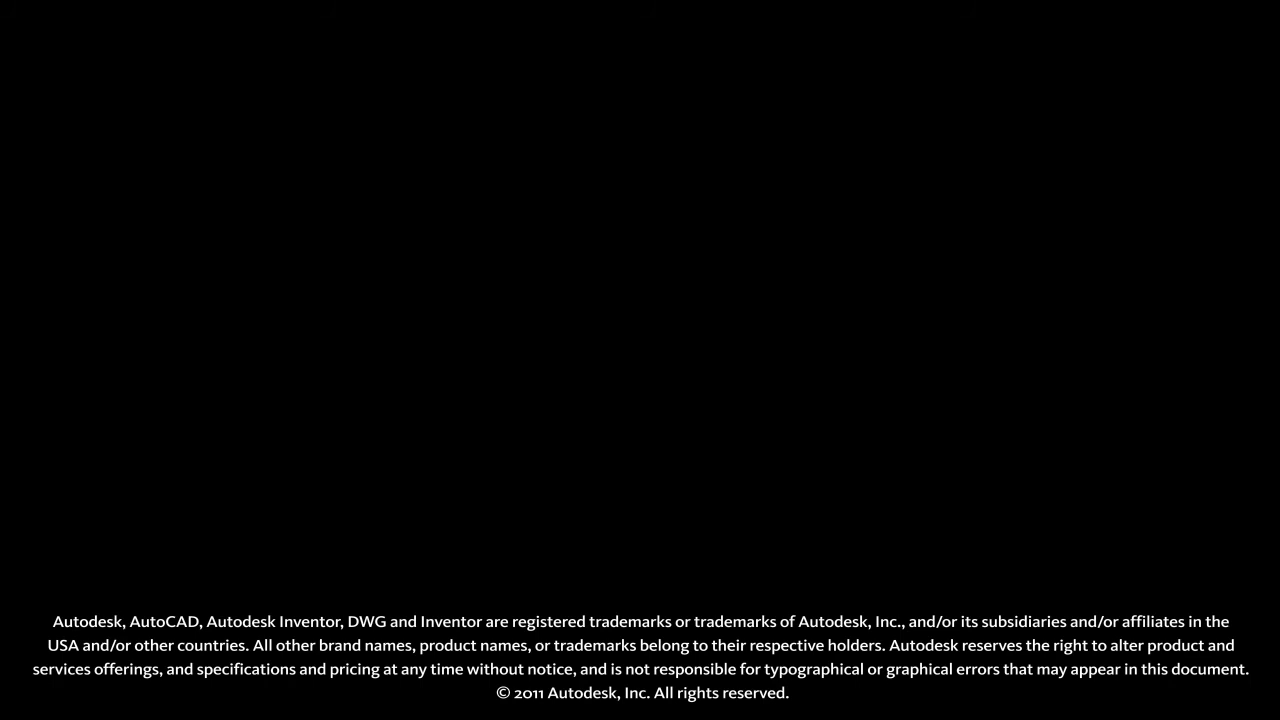 Autodesk, AutoCAD, Autodesk Inventor, DWG and Inventor are registered trademarks or trademarks of Autodesk, Inc., and/or its subsidiaries and/or affiliates in the
USA and/or other countries. All other brand names, product names, or trademarks belong to their respective holders. Autodesk reserves the right to alter product and
services offerings, and specifications and pricing at any time without notice, and is not responsible for typographical or graphical errors that may appear in this document.
© 2011 Autodesk, Inc. All rights reserved.